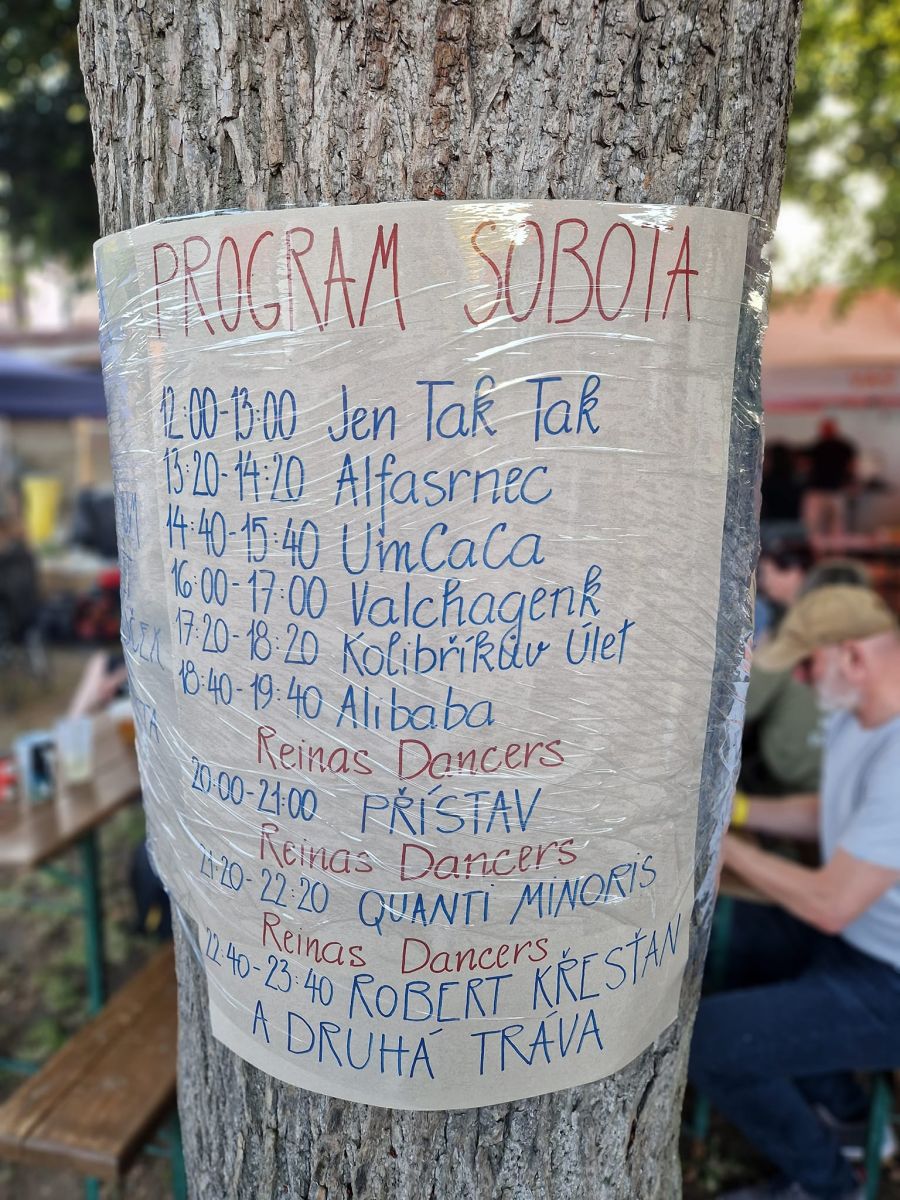 PROGRAM SOBOTA
12:00-13:00 Jen Tak Tak
13:20-14:20 Alfasrnec
14:40-15:40 UmCaCa
16:00-17:00 Valchagenk
17:20-18:20 Kolibříkův Úlet
18:40-19:40 Alibaba
Reinas Dancers
20:00-21:00 PŘÍSTAV
Reinas Dancers
21:20-22:20 QUANTI MINORIS
Reinas Dancers
22:40-23:40 ROBERT KŘESŤAN
A DRUHÁ TRÁVA